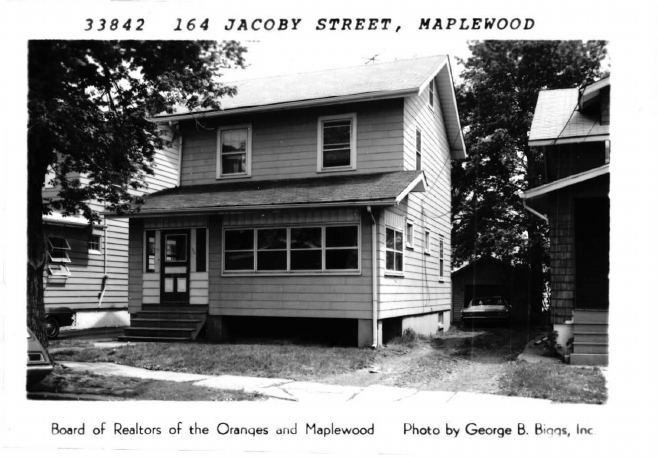 33842 164 JACOBY STREET, MAPLEWOOD
Board of Realtors of the Oranges and Maplewood Photo by George B. Biggs, Inc.